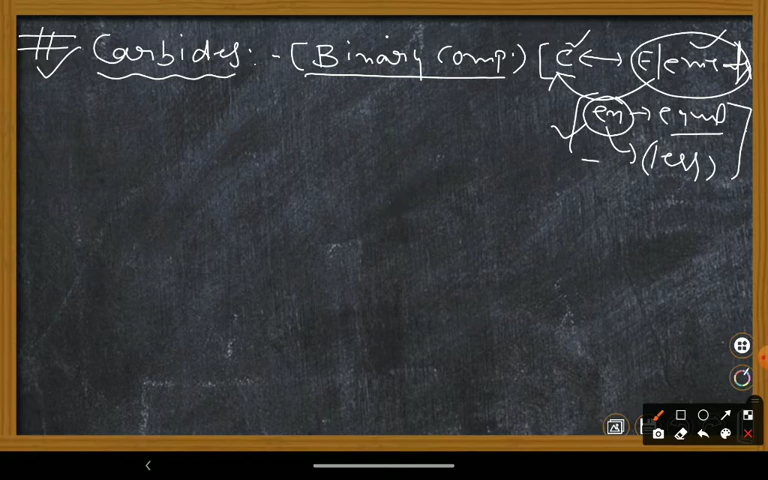 # Carbides: - [Binary Comp.) [C ↔ Element]
[en → equal
- → (less)]